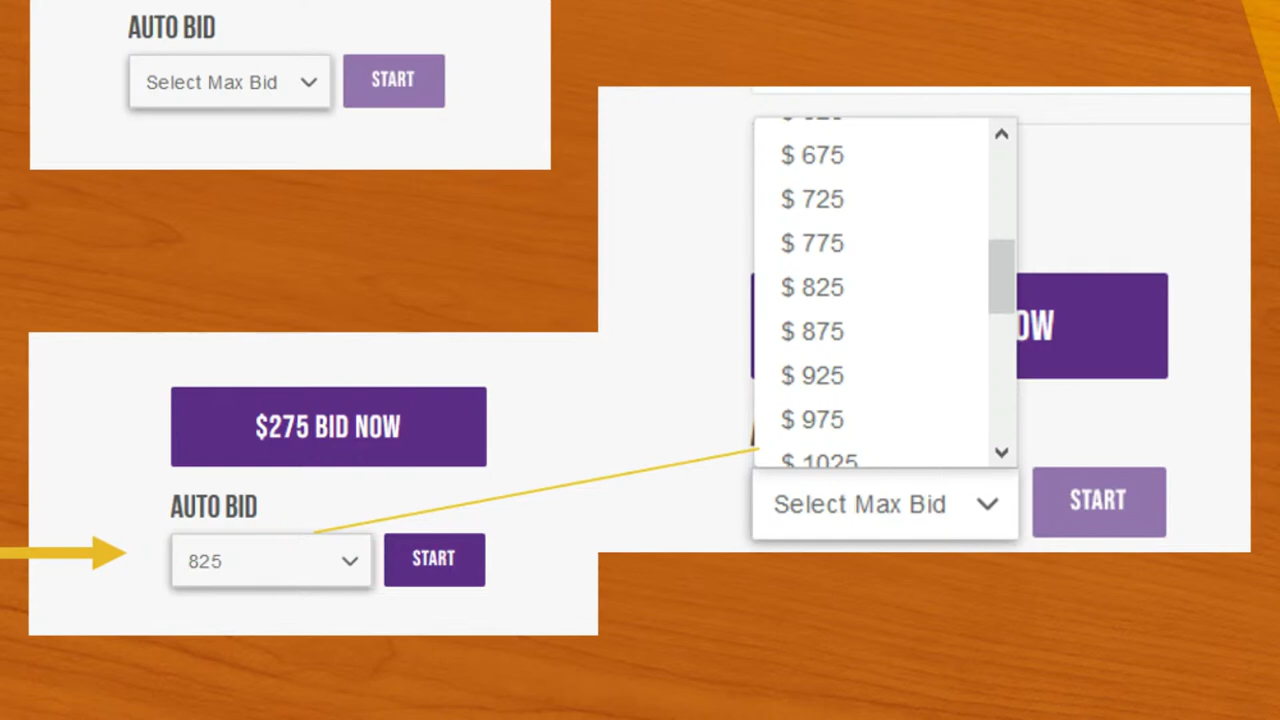 AUTO BID
Select Max Bid
START
$ 675
$ 725
$ 775
$ 825
$ 875
$ 925
$ 975
$ 1025
OW
Select Max Bid
START
$275 BID NOW
AUTO BID
825
START